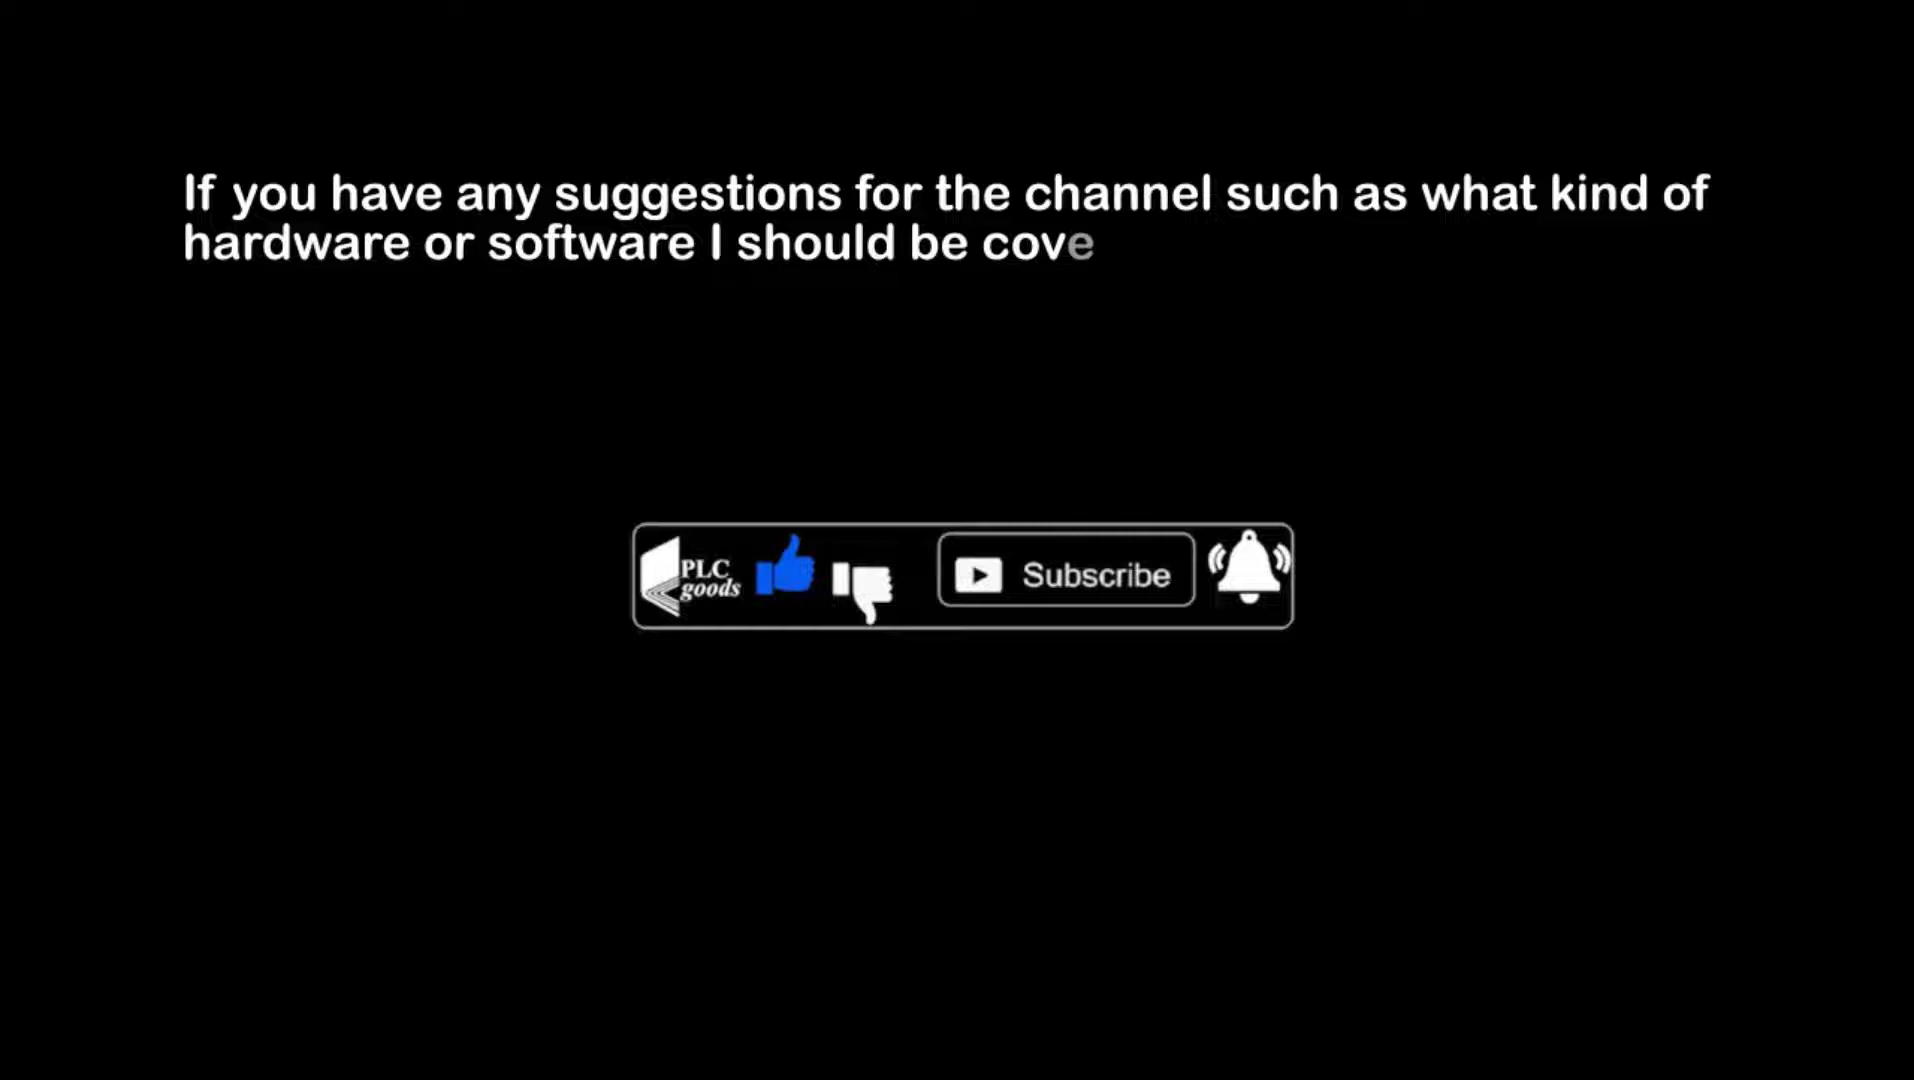 If you have any suggestions for the channel such as what kind of
hardware or software I should be cove
PLC
goods
Subscribe